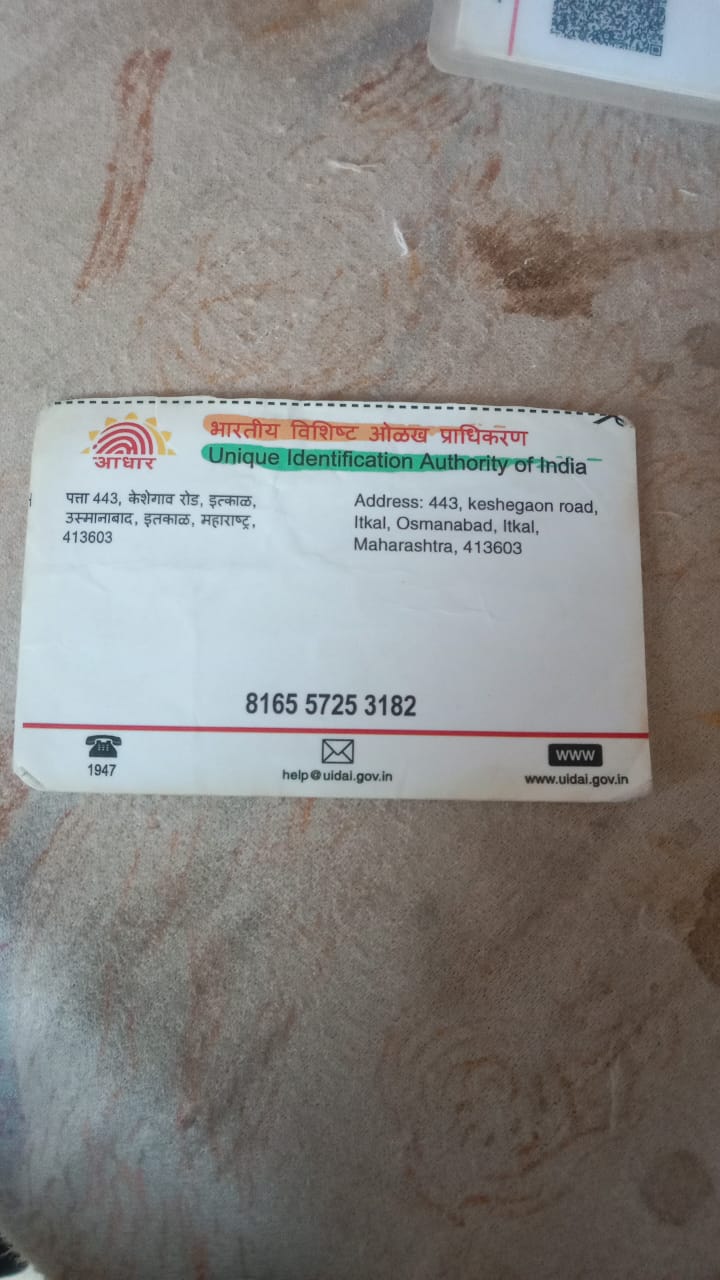 आधार
भारतीय विशिष्ट ओळख प्राधिकरण
Unique Identification Authority of India
पत्ता 443, केशेगाव रोड, इत्काळ,
उस्मानाबाद, इतकाळ, महाराष्ट्र,
413603
Address: 443, keshegaon road,
Itkal, Osmanabad, Itkal,
Maharashtra, 413603
8165 5725 3182
1947
help@uidai.gov.in
www
www.uidai.gov.in